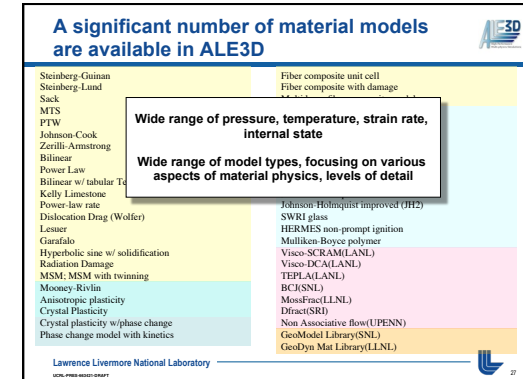 A significant number of material models
are available in ALE3D
ALE3D
Steinberg-Guinan
Steinberg-Lund
Sack
MTS
PTW
Johnson-Cook
Zerilli-Armstrong
Bilinear
Power Law
Bilinear w/ tabular
Kelly Limestone
Power-law rate
Dislocation Drag (Wolfer)
Lesuer
Garafalo
Hyperbolic sine w/ solidification
Radiation Damage
MSM; MSM with twinning
Mooney-Rivlin
Anisotropic plasticity
Crystal Plasticity
Crystal plasticity w/phase change
Phase change model with kinetics
Fiber composite unit cell
Fiber composite with damage
Wide range of pressure, temperature, strain rate,
internal state
Wide range of model types, focusing on various
aspects of material physics, levels of detail
Johnson-Holmquist improved (JH2)
SWRI glass
HERMES non-prompt ignition
Mulliken-Boyce polymer
Visco-SCRAM(LANL)
Visco-DCA(LANL)
TEPLA(LANL)
BCJ(SNL)
MossFrac(LLNL)
Dfract(SRI)
Non Associative flow(UPENN)
GeoModel Library(SNL)
GeoDyn Mat Library(LLNL)
Lawrence Livermore National Laboratory
27